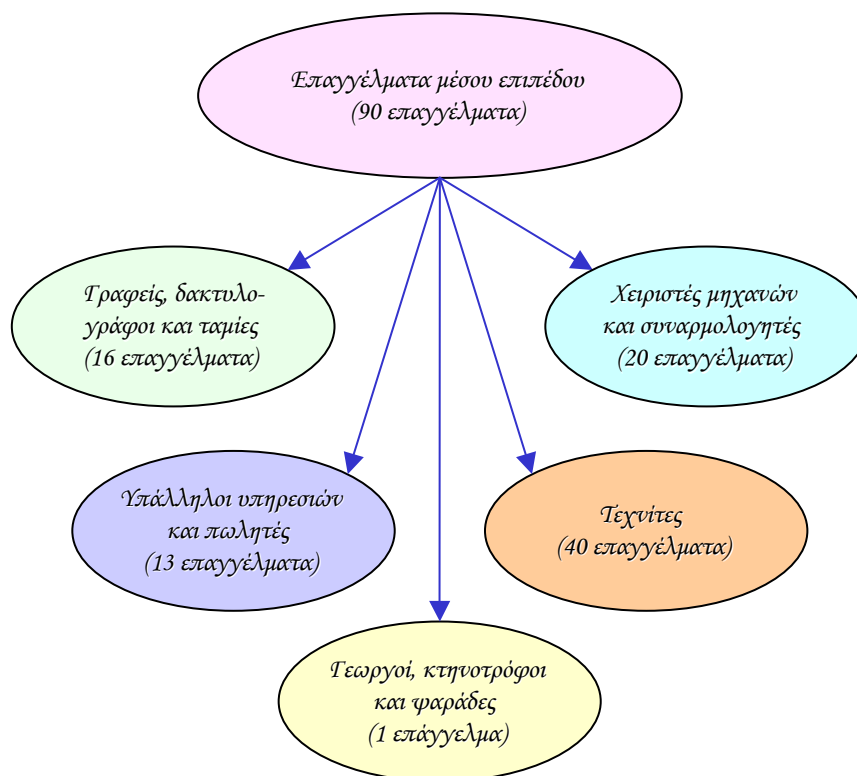 Επαγγέλματα μέσου επιπέδου
(90 επαγγέλματα)
Γραφείς, δακτυλο-
γράφοι και ταμίες
(16 επαγγέλματα)
Χειριστές μηχανών
και συναρμολογητές
(20 επαγγέλματα)
Υπάλληλοι υπηρεσιών
και πωλητές
(13 επαγγέλματα)
Τεχνίτες
(40 επαγγέλματα)
Γεωργοί, κτηνοτρόφοι
και ψαράδες
(1 επάγγελμα)